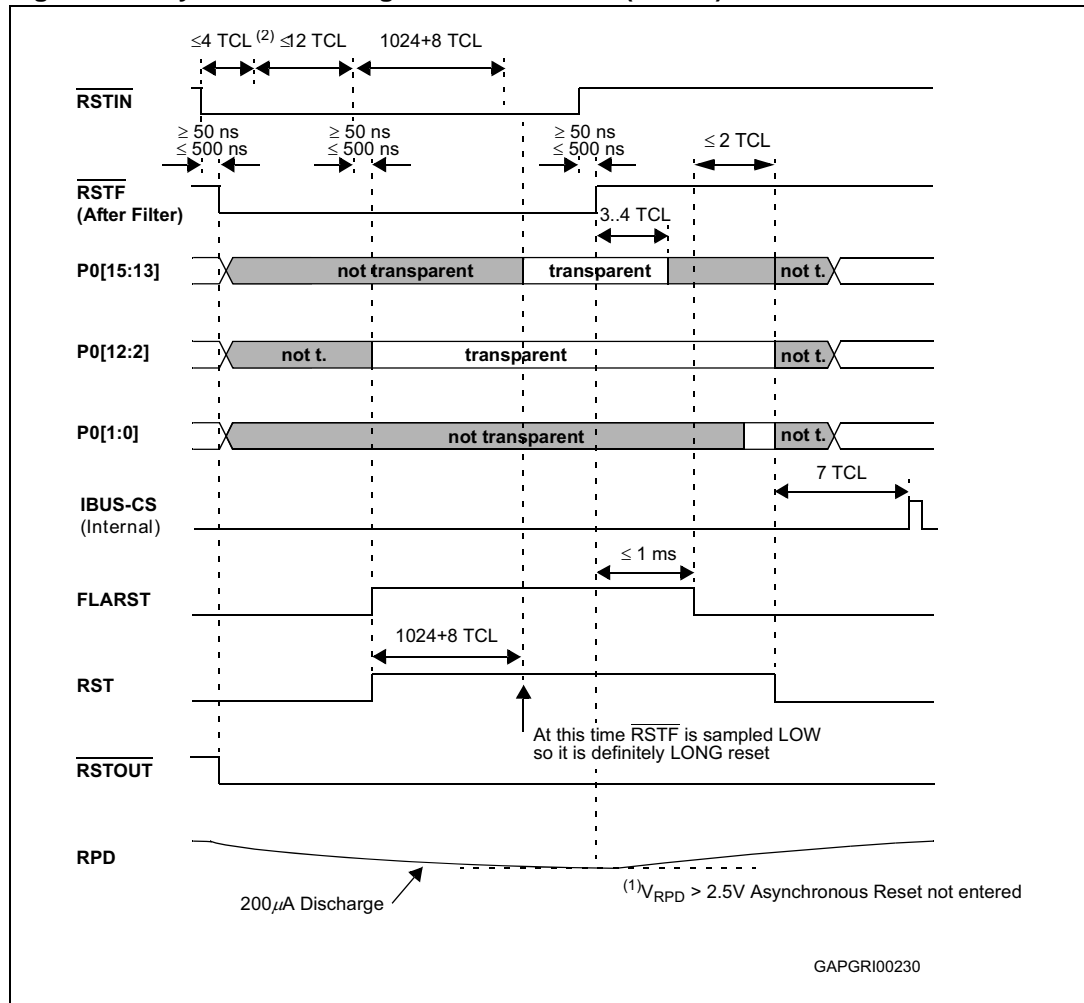 ≤4 TCL (2) ≤12 TCL 1024+8 TCL
RSTIN
≥ 50 ns ≥ 50 ns ≥ 50 ns
≤ 500 ns ≤ 500 ns ≤ 500 ns
≤ 2 TCL
RSTF
(After Filter)
3..4 TCL
P0[15:13] not transparent transparent not t.
P0[12:2] not t. transparent not t.
P0[1:0] not transparent not t.
7 TCL
IBUS-CS
(Internal)
≤ 1 ms
FLARST
1024+8 TCL
RST
At this time RSTF is sampled LOW
so it is definitely LONG reset
RSTOUT
RPD
200µA Discharge
(1)VRPD > 2.5V Asynchronous Reset not entered
GAPGRI00230